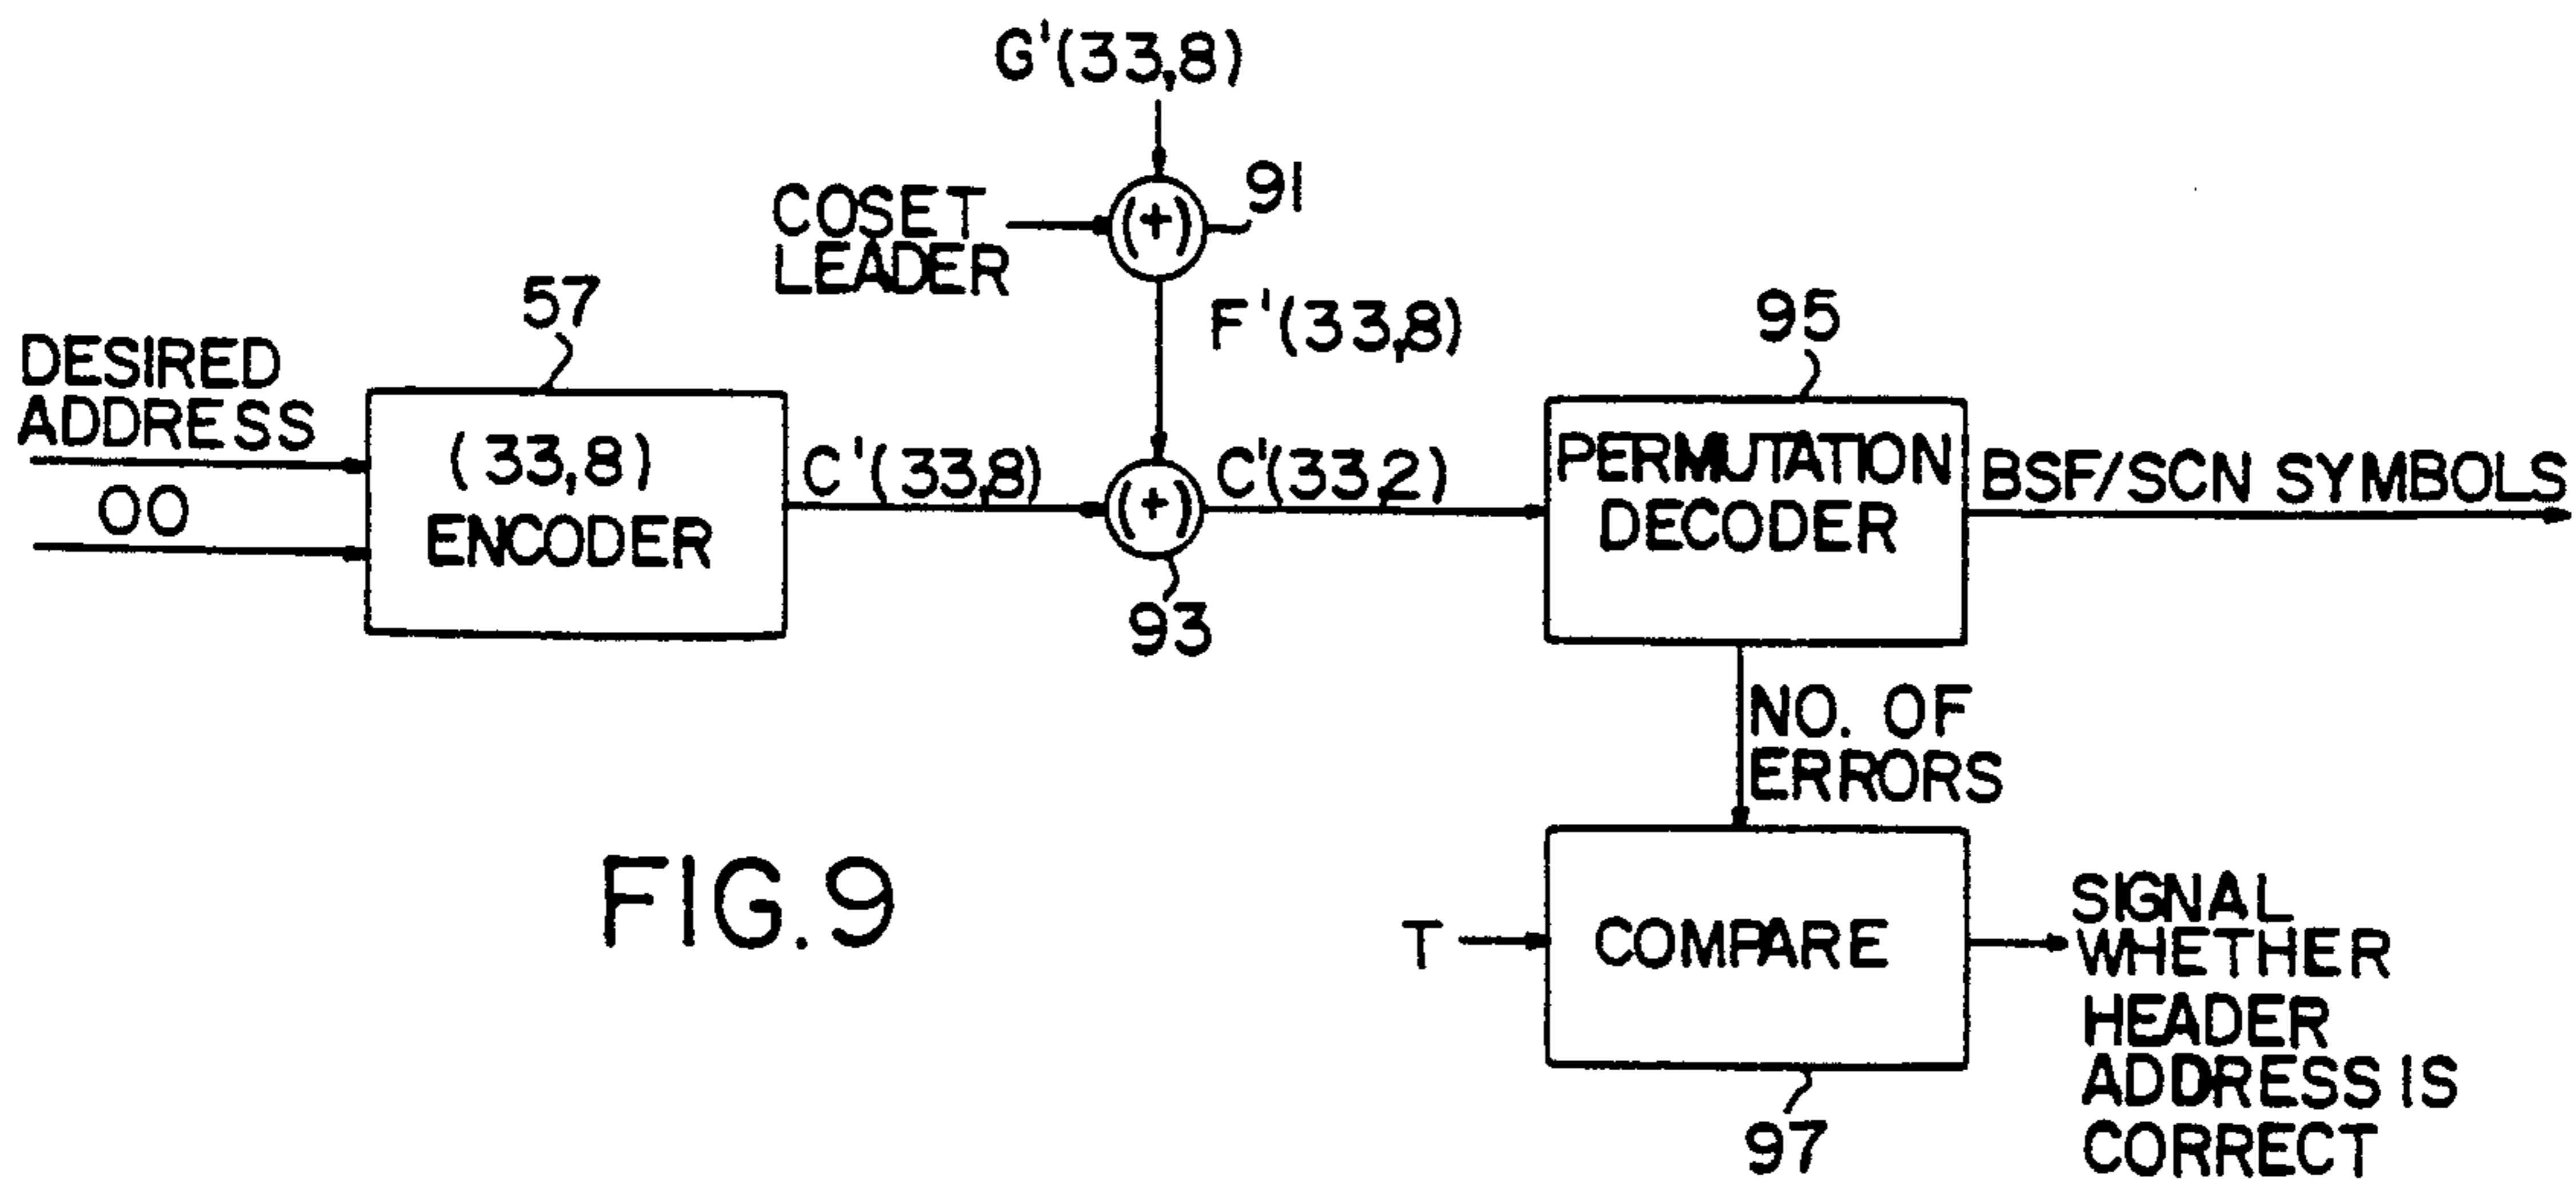 G'(33,8)
91
COSET
LEADER
(+)
F'(33,8)
57
DESIRED
ADDRESS
OO
(33,8)
ENCODER
C'(33,8)
(+)
93
C'(33,2)
95
PERMUTATION
DECODER
BSF/SCN SYMBOLS
NO. OF
ERRORS
T
COMPARE
97
SIGNAL
WHETHER
HEADER
ADDRESS IS
CORRECT
FIG. 9